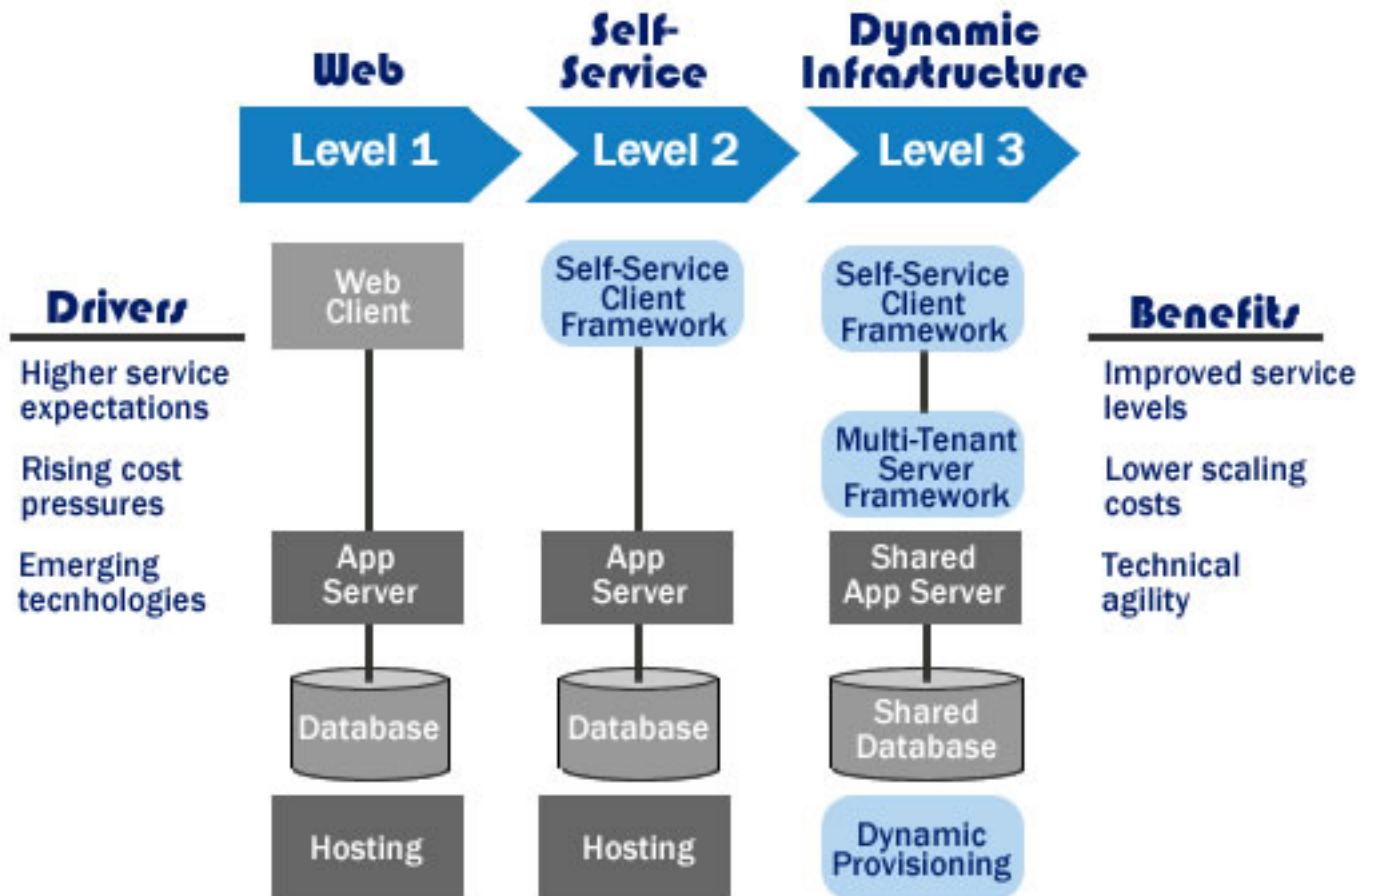 Web
Self-
Service
Dynamic
Infrastructure
Level 1
Level 2
Level 3
Drivers
Higher service
expectations
Rising cost
pressures
Emerging
tecnhologies
Web
Client
App
Server
Database
Hosting
Self-Service
Client
Framework
App
Server
Database
Hosting
Self-Service
Client
Framework
Multi-Tenant
Server
Framework
Shared
App Server
Shared
Database
Dynamic
Provisioning
Benefits
Improved service
levels
Lower scaling
costs
Technical
agility